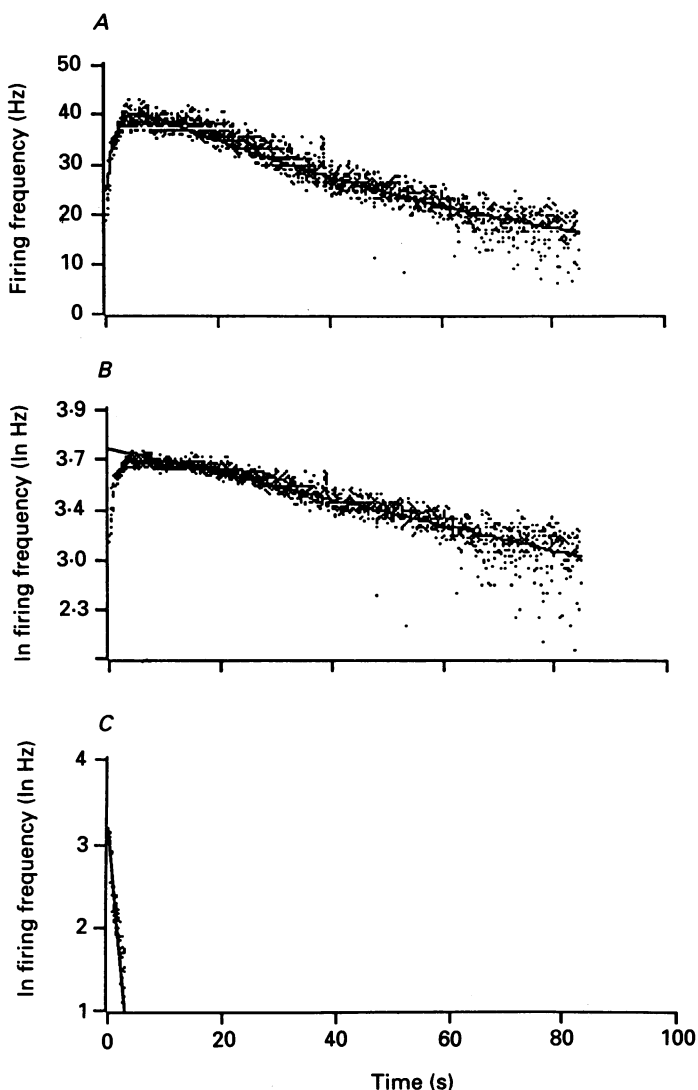 A
Firing frequency (Hz)
50
40
30
20
10
0
B
ln firing frequency (ln Hz)
3·9
3·7
3·4
3·0
2·3
C
ln firing frequency (ln Hz)
4
3
2
1
0 20 40 60 80 100
Time (s)